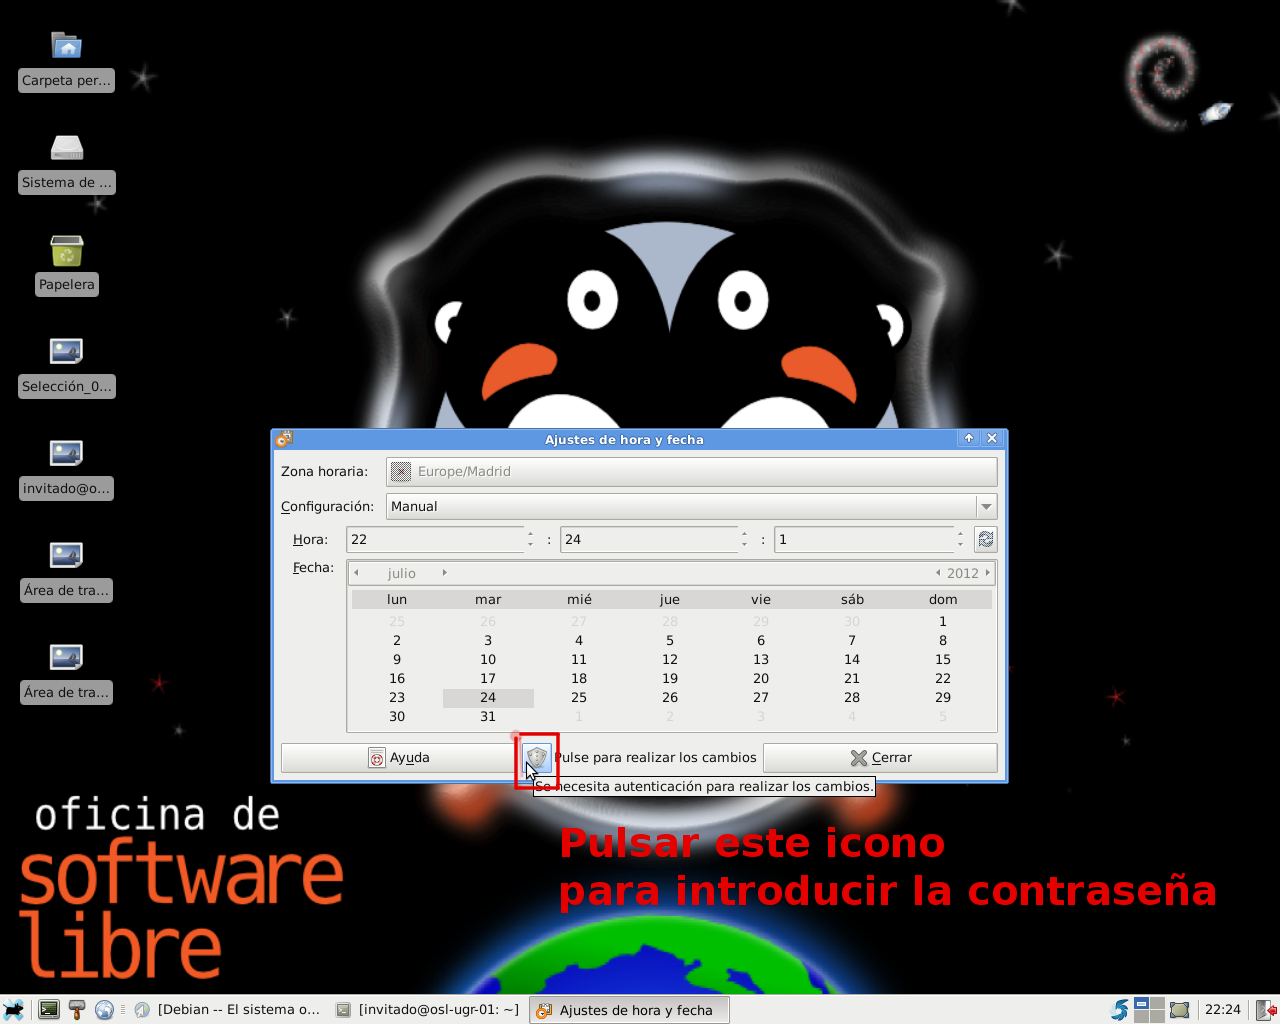 Carpeta per...
Sistema de ...
Papelera
Selección_0...
invitado@o...
Área de tra...
Área de tra...
Ajustes de hora y fecha
Zona horaria: Europe/Madrid
Configuración: Manual
Hora: 22 : 24 : 1
Fecha: julio 2012
lun mar mié jue vie sáb dom
25 26 27 28 29 30 1
2 3 4 5 6 7 8
9 10 11 12 13 14 15
16 17 18 19 20 21 22
23 24 25 26 27 28 29
30 31 1 2 3 4 5
Ayuda Pulse para realizar los cambios Cerrar
Se necesita autenticación para realizar los cambios.
oficina de
software
libre
Pulsar este icono
para introducir la contraseña
[Debian -- El sistema o... [invitado@osl-ugr-01: ~] Ajustes de hora y fecha 22:24